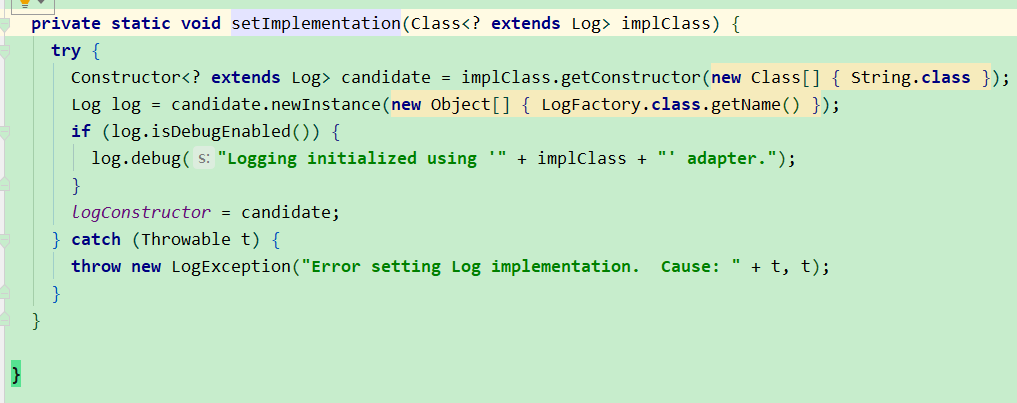 private static void setImplementation(Class<? extends Log> implClass) {
try {
Constructor<? extends Log> candidate = implClass.getConstructor(new Class[] { String.class });
Log log = candidate.newInstance(new Object[] { LogFactory.class.getName() });
if (log.isDebugEnabled()) {
log.debug( s: "Logging initialized using '" + implClass + "' adapter.");
}
logConstructor = candidate;
} catch (Throwable t) {
throw new LogException("Error setting Log implementation.  Cause: " + t, t);
}
}
}